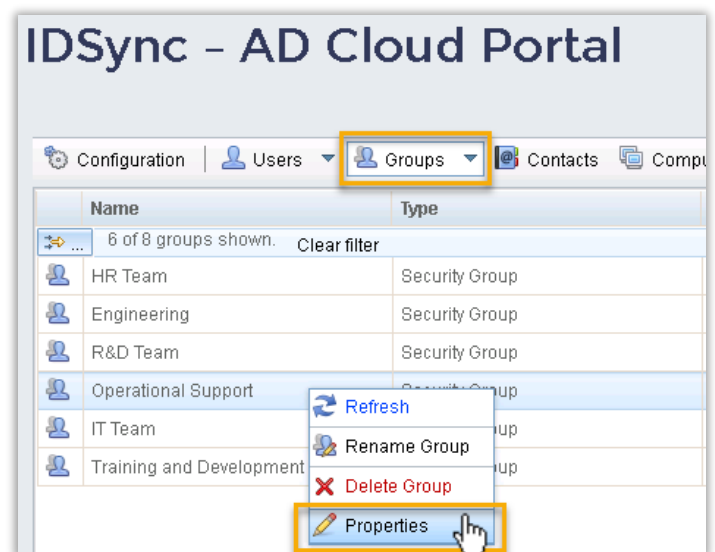 IDSync – AD Cloud Portal
Configuration Users Groups Contacts
Name Type
... 6 of 8 groups shown. Clear filter
HR Team Security Group
Engineering Security Group
R&D Team Security Group
Operational Support
Refresh
IT Team
Rename Group
Training and Development
Delete Group
Properties